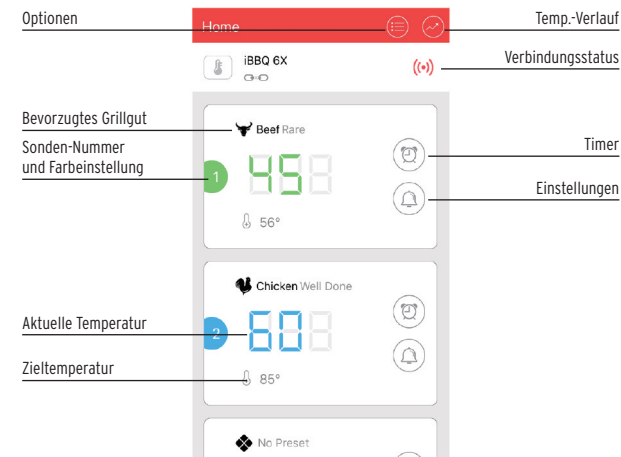 Optionen
Home
Temp.-Verlauf
iBBQ 6X
Verbindungsstatus
Bevorzugtes Grillgut
Beef Rare
Sonden-Nummer
und Farbeinstellung
1
45
Timer
Einstellungen
56°
Chicken Well Done
Aktuelle Temperatur
2
60
Zieltemperatur
85°
No Preset